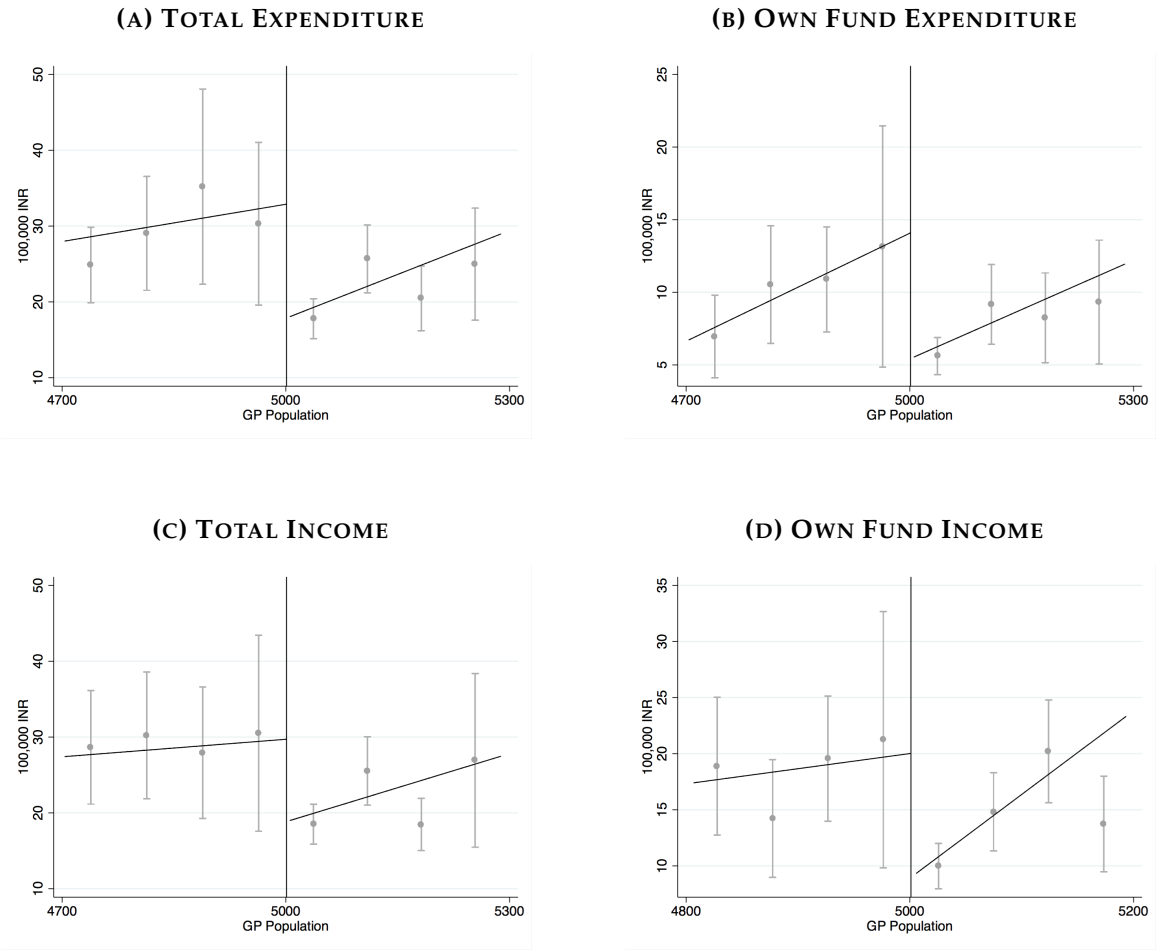 (A) TOTAL EXPENDITURE
50
40
30
20
10
100,000 INR
4700 5000 5300
GP Population
(B) OWN FUND EXPENDITURE
25
20
15
10
5
100,000 INR
4700 5000 5300
GP Population
(C) TOTAL INCOME
50
40
30
20
10
100,000 INR
4700 5000 5300
GP Population
(D) OWN FUND INCOME
35
30
25
20
15
10
100,000 INR
4800 5000 5200
GP Population